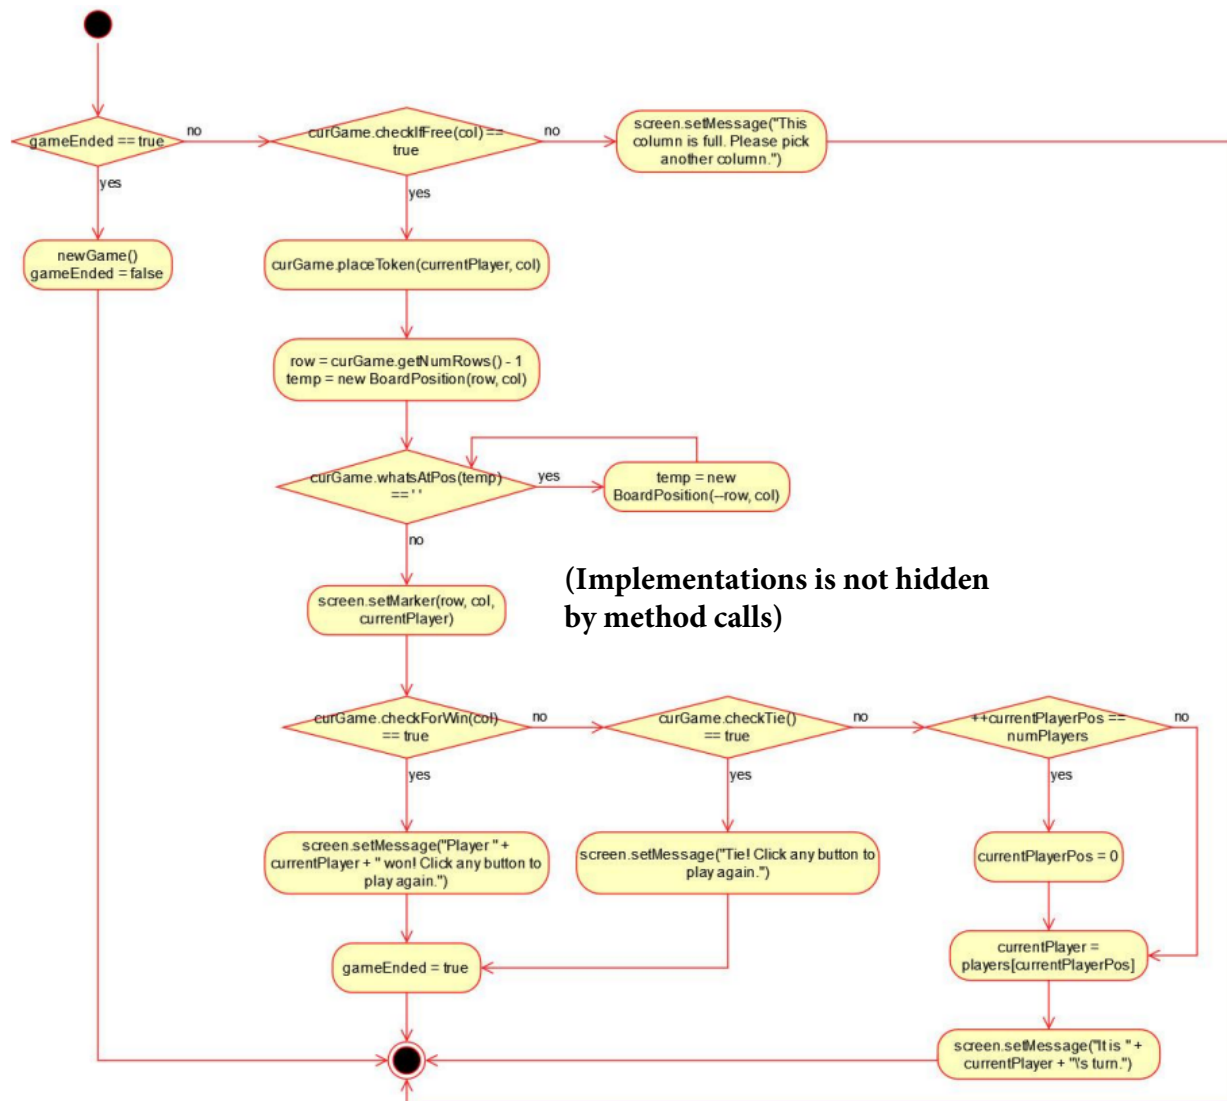 gameEnded == true
no
curGame.checkIfFree(col) ==
true
no
screen.setMessage("This
column is full. Please pick
another column.")
yes
yes
newGame()
gameEnded = false
curGame.placeToken(currentPlayer, col)
row = curGame.getNumRows() - 1
temp = new BoardPosition(row, col)
curGame.whatsAtPos(temp)
== ' '
yes
temp = new
BoardPosition(--row, col)
no
(Implementations is not hidden
by method calls)
screen.setMarker(row, col,
currentPlayer)
curGame.checkForWin(col)
== true
no
curGame.checkTie()
== true
no
++currentPlayerPos ==
numPlayers
no
yes
yes
yes
screen.setMessage("Player " +
currentPlayer + " won! Click any button to
play again.")
screen.setMessage("Tie! Click any button to
play again.")
currentPlayerPos = 0
gameEnded = true
currentPlayer =
players[currentPlayerPos]
screen.setMessage("It is " +
currentPlayer + "\'s turn.")